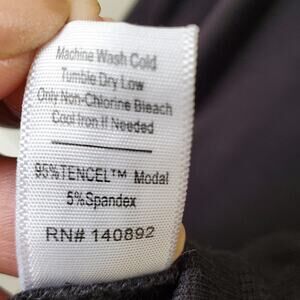 Machine Wash Cold
Tumble Dry Low
Only Non-Chlorine Bleach
Cool Iron If Needed
95%TENCEL™ Modal
5%Spandex
RN# 140892